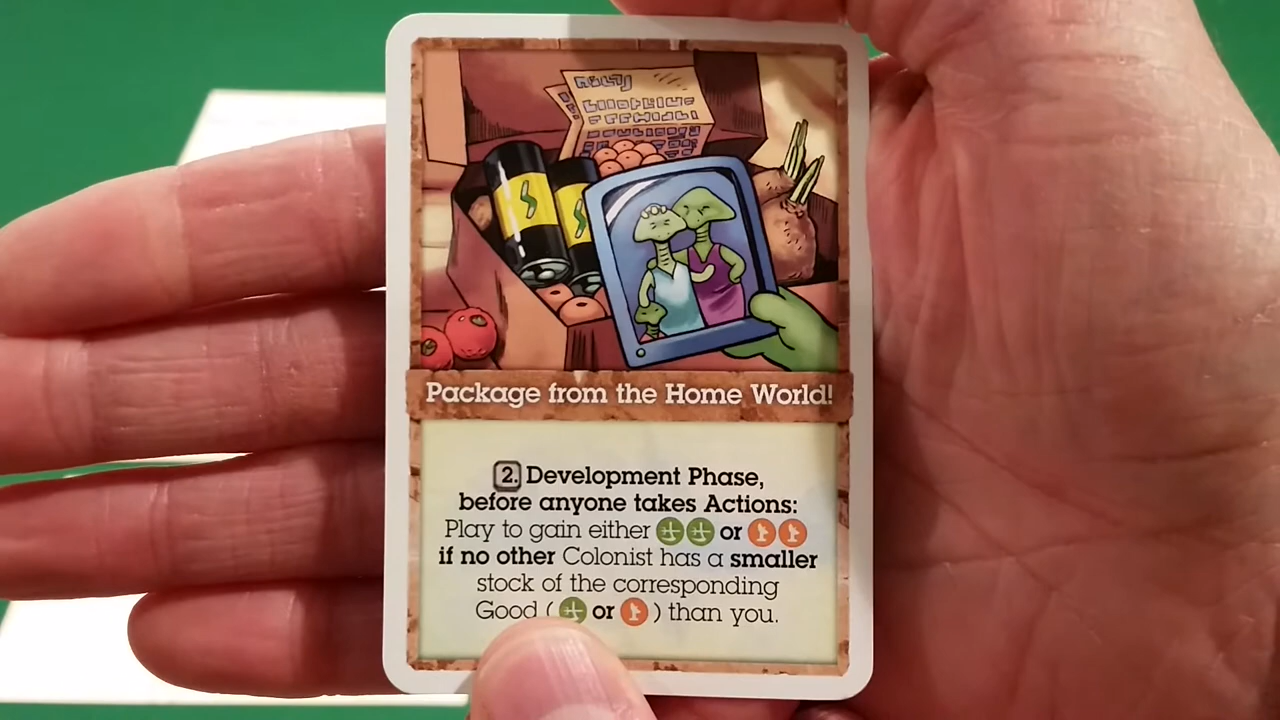 Package from the Home World!
2. Development Phase,
before anyone takes Actions:
Play to gain either or
if no other Colonist has a smaller
stock of the corresponding
Good ( or ) than you.